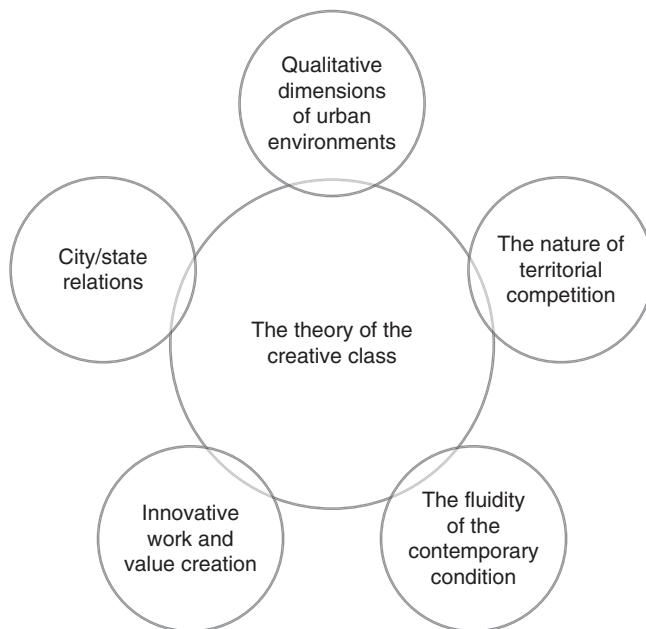 Qualitative
dimensions
of urban
environments
City/state
relations
The nature of
territorial
competition
The theory of the
creative class
Innovative
work and
value creation
The fluidity
of the
contemporary
condition